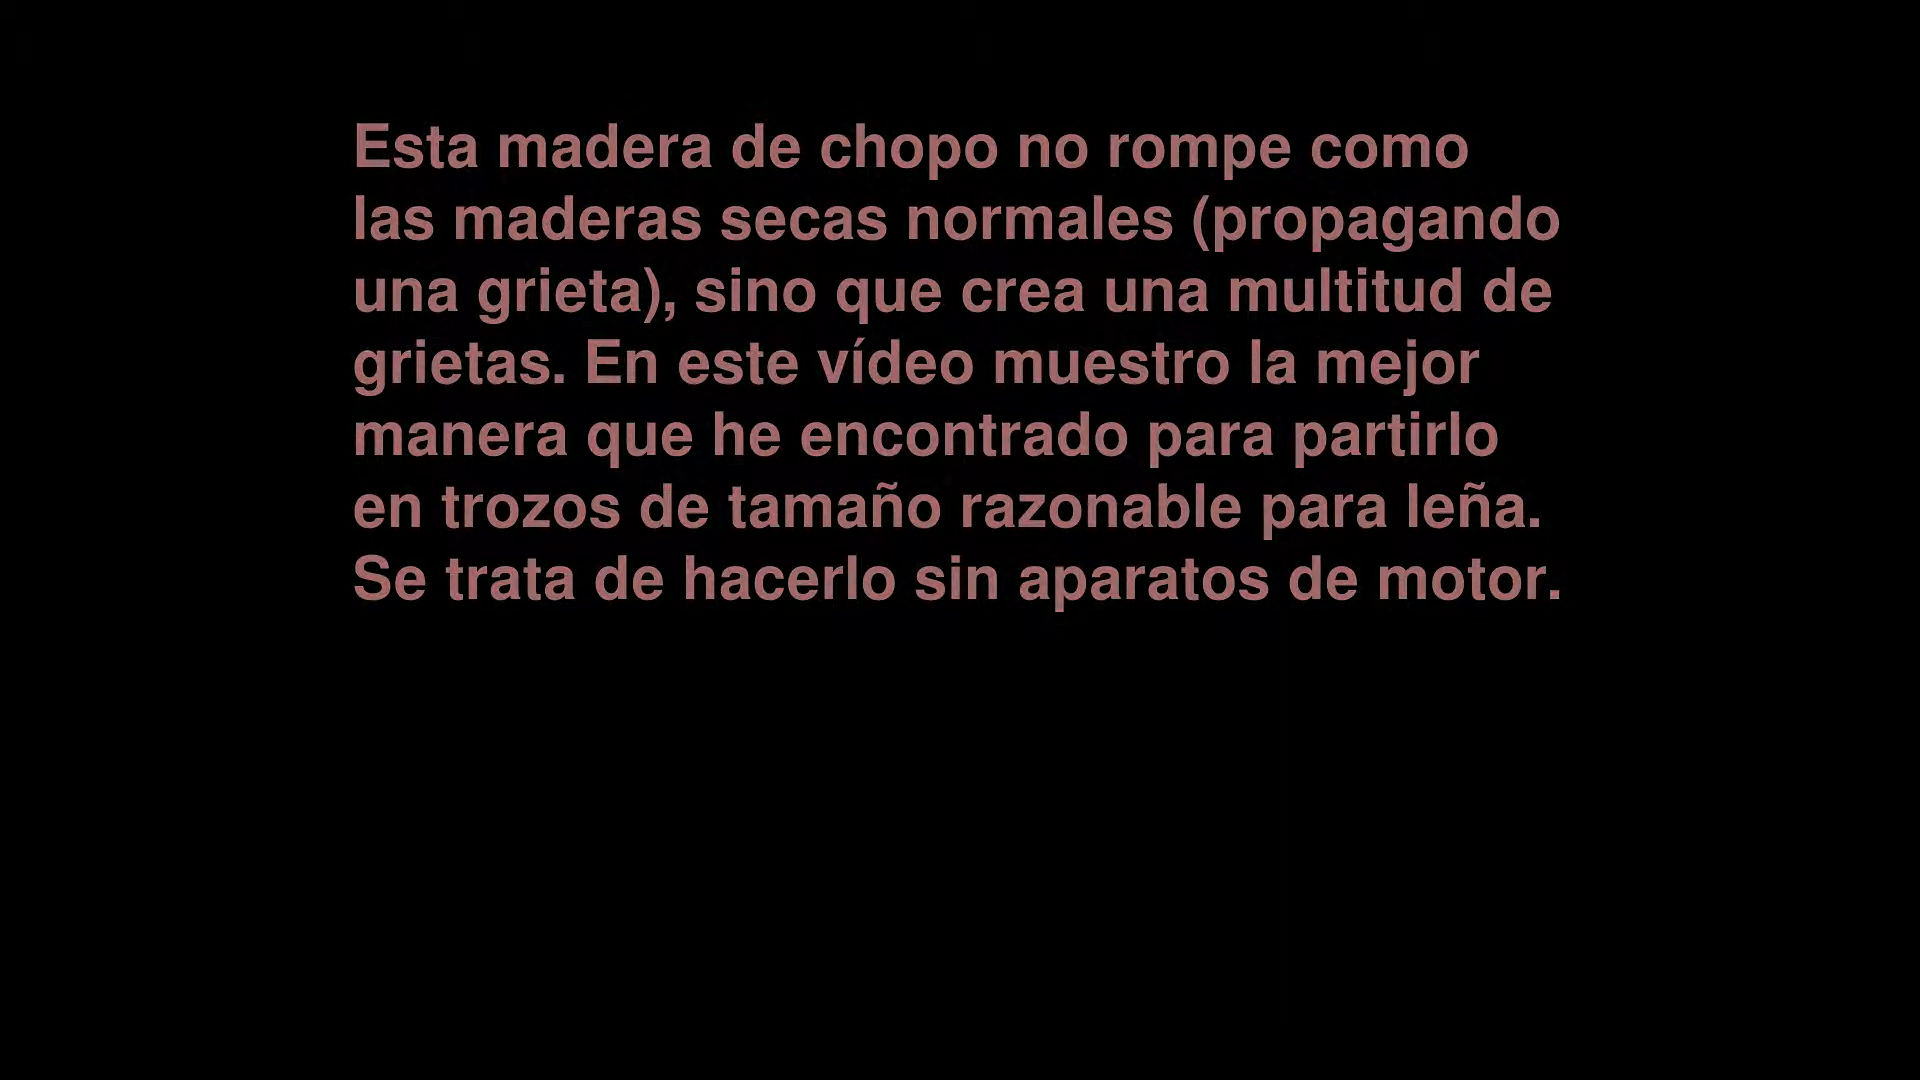 Esta madera de chopo no rompe como
las maderas secas normales (propagando
una grieta), sino que crea una multitud de
grietas. En este vídeo muestro la mejor
manera que he encontrado para partirlo
en trozos de tamaño razonable para leña.
Se trata de hacerlo sin aparatos de motor.